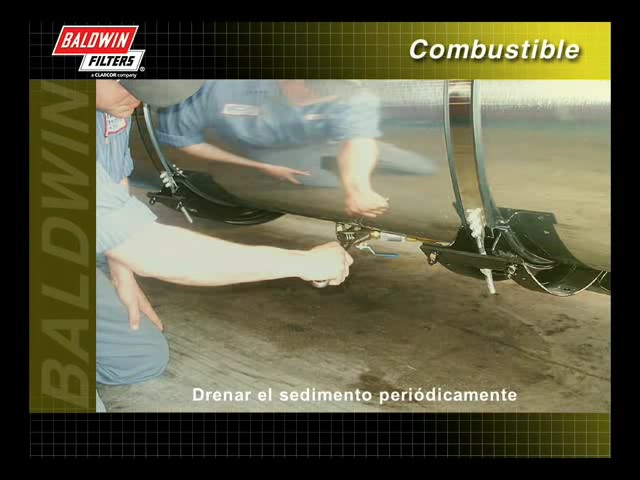 BALDWIN
FILTERS
a CLARCOR company
Combustible
BALDWIN
Drenar el sedimento periódicamente